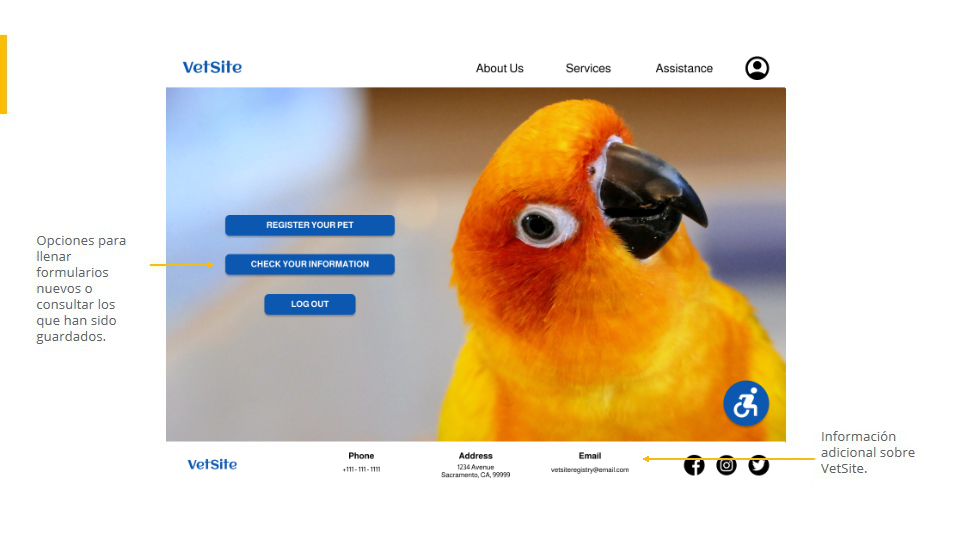 VetSite
About Us
Services
Assistance
REGISTER YOUR PET
CHECK YOUR INFORMATION
LOG OUT
Opciones para
llenar
formularios
nuevos o
consultar los
que han sido
guardados.
VetSite
Phone
+111 - 111 - 1111
Address
1234 Avenue
Sacramento, CA, 99999
Email
vetsiteregistry@email.com
Información
adicional sobre
VetSite.